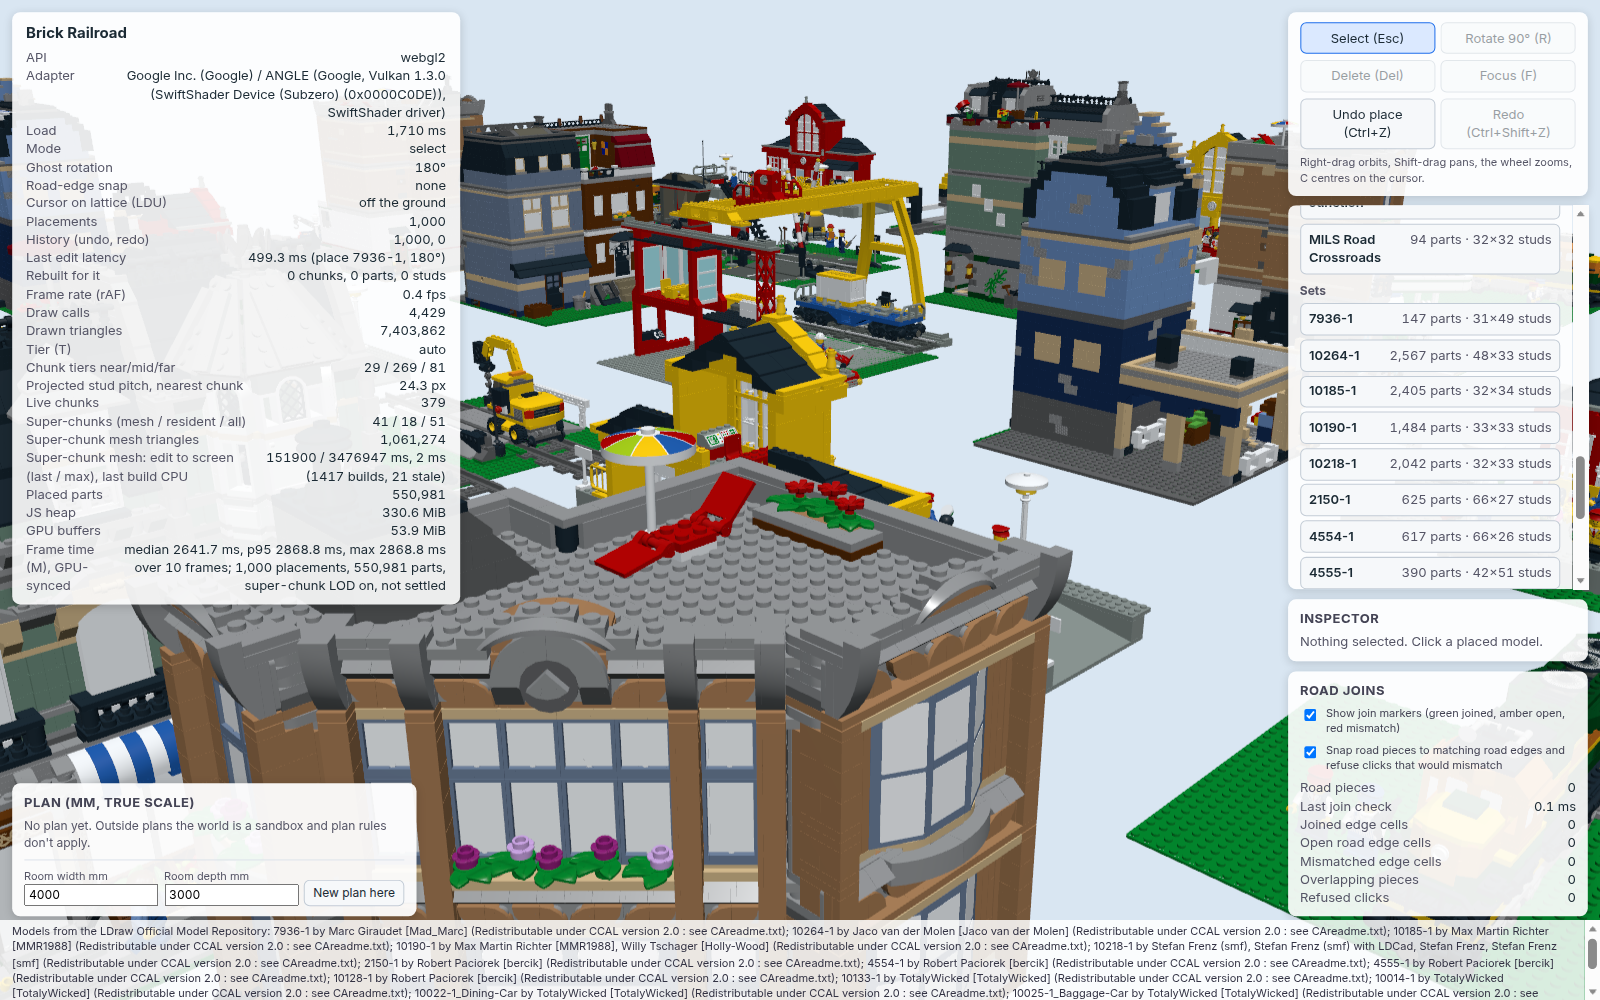 Brick Railroad
API webgl2
Adapter Google Inc. (Google) / ANGLE (Google, Vulkan 1.3.0
(SwiftShader Device (Subzero) (0x0000C0DE)),
SwiftShader driver)
Load 1,710 ms
Mode select
Ghost rotation 180°
Road-edge snap none
Cursor on lattice (LDU) off the ground
Placements 1,000
History (undo, redo) 1,000, 0
Last edit latency 499.3 ms (place 7936-1, 180°)
Rebuilt for it 0 chunks, 0 parts, 0 studs
Frame rate (rAF) 0.4 fps
Draw calls 4,429
Drawn triangles 7,403,862
Tier (T) auto
Chunk tiers near/mid/far 29 / 269 / 81
Projected stud pitch, nearest chunk 24.3 px
Live chunks 379
Super-chunks (mesh / resident / all) 41 / 18 / 51
Super-chunk mesh triangles 1,061,274
Super-chunk mesh: edit to screen 151900 / 3476947 ms, 2 ms
(last / max), last build CPU (1417 builds, 21 stale)
Placed parts 550,981
JS heap 330.6 MiB
GPU buffers 53.9 MiB
Frame time median 2641.7 ms, p95 2868.8 ms, max 2868.8 ms
(M), GPU- over 10 frames; 1,000 placements, 550,981 parts,
synced super-chunk LOD on, not settled
Select (Esc) Rotate 90° (R)
Delete (Del) Focus (F)
Undo place Redo
(Ctrl+Z) (Ctrl+Shift+Z)
Right-drag orbits, Shift-drag pans, the wheel zooms,
C centres on the cursor.
MILS Road 94 parts · 32×32 studs
Crossroads
Sets
7936-1 147 parts · 31×49 studs
10264-1 2,567 parts · 48×33 studs
10185-1 2,405 parts · 32×34 studs
10190-1 1,484 parts · 33×33 studs
10218-1 2,042 parts · 32×33 studs
2150-1 625 parts · 66×27 studs
4554-1 617 parts · 66×26 studs
4555-1 390 parts · 42×51 studs
INSPECTOR
Nothing selected. Click a placed model.
ROAD JOINS
Show join markers (green joined, amber open,
red mismatch)
Snap road pieces to matching road edges and
refuse clicks that would mismatch
Road pieces 0
Last join check 0.1 ms
Joined edge cells 0
Open road edge cells 0
Mismatched edge cells 0
Overlapping pieces 0
Refused clicks 0
PLAN (MM, TRUE SCALE)
No plan yet. Outside plans the world is a sandbox and plan rules
don't apply.
Room width mm Room depth mm
4000 3000 New plan here
Models from the LDraw Official Model Repository: 7936-1 by Marc Giraudet [Mad_Marc] (Redistributable under CCAL version 2.0 : see CAreadme.txt); 10264-1 by Jaco van der Molen [Jaco van der Molen] (Redistributable under CCAL version 2.0 : see CAreadme.txt); 10185-1 by Max Martin Richter
[MMR1988] (Redistributable under CCAL version 2.0 : see CAreadme.txt); 10190-1 by Max Martin Richter [MMR1988], Willy Tschager [Holly-Wood] (Redistributable under CCAL version 2.0 : see CAreadme.txt); 10218-1 by Stefan Frenz (smf), Stefan Frenz (smf) with LDCad, Stefan Frenz, Stefan Frenz
[smf] (Redistributable under CCAL version 2.0 : see CAreadme.txt); 2150-1 by Robert Paciorek [bercik] (Redistributable under CCAL version 2.0 : see CAreadme.txt); 4554-1 by Robert Paciorek [bercik] (Redistributable under CCAL version 2.0 : see CAreadme.txt); 4555-1 by Robert Paciorek [bercik]
(Redistributable under CCAL version 2.0 : see CAreadme.txt); 10128-1 by Robert Paciorek [bercik] (Redistributable under CCAL version 2.0 : see CAreadme.txt); 10133-1 by TotalyWicked [TotalyWicked] (Redistributable under CCAL version 2.0 : see CAreadme.txt); 10014-1 by TotalyWicked
[TotalyWicked] (Redistributable under CCAL version 2.0 : see CAreadme.txt); 10022-1_Dining-Car by TotalyWicked [TotalyWicked] (Redistributable under CCAL version 2.0 : see CAreadme.txt); 10025-1_Baggage-Car by TotalyWicked [TotalyWicked] (Redistributable under CCAL version 2.0 : see